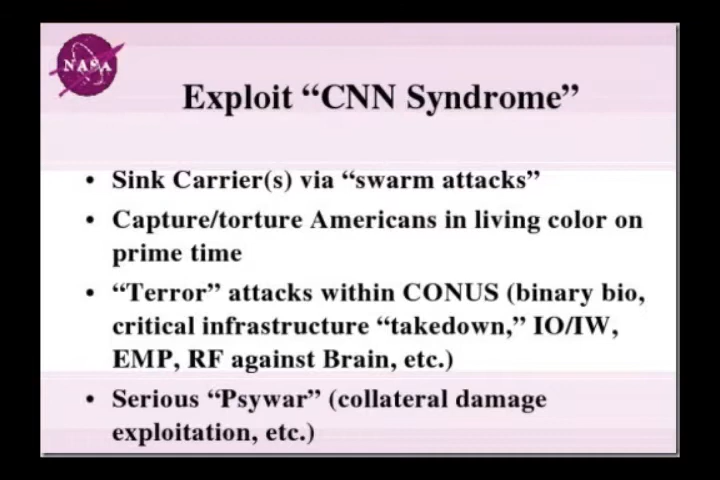 NASA
Exploit “CNN Syndrome”
• Sink Carrier(s) via “swarm attacks”
• Capture/torture Americans in living color on
prime time
• “Terror” attacks within CONUS (binary bio,
critical infrastructure “takedown,” IO/IW,
EMP, RF against Brain, etc.)
• Serious “Psywar” (collateral damage
exploitation, etc.)